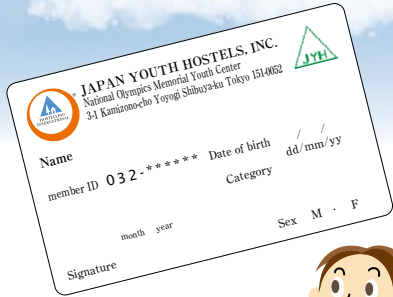 JAPAN YOUTH HOSTELS, INC.
National Olympics Memorial Youth Center
3-1 Kamizono-cho Yoyogi Shibuya-ku Tokyo 151-0052
HOSTELLING
INTERNATIONAL
®
JYH
Name
member ID 032-****** Date of birth dd/mm/yy
Category
month year
Sex M · F
Signature